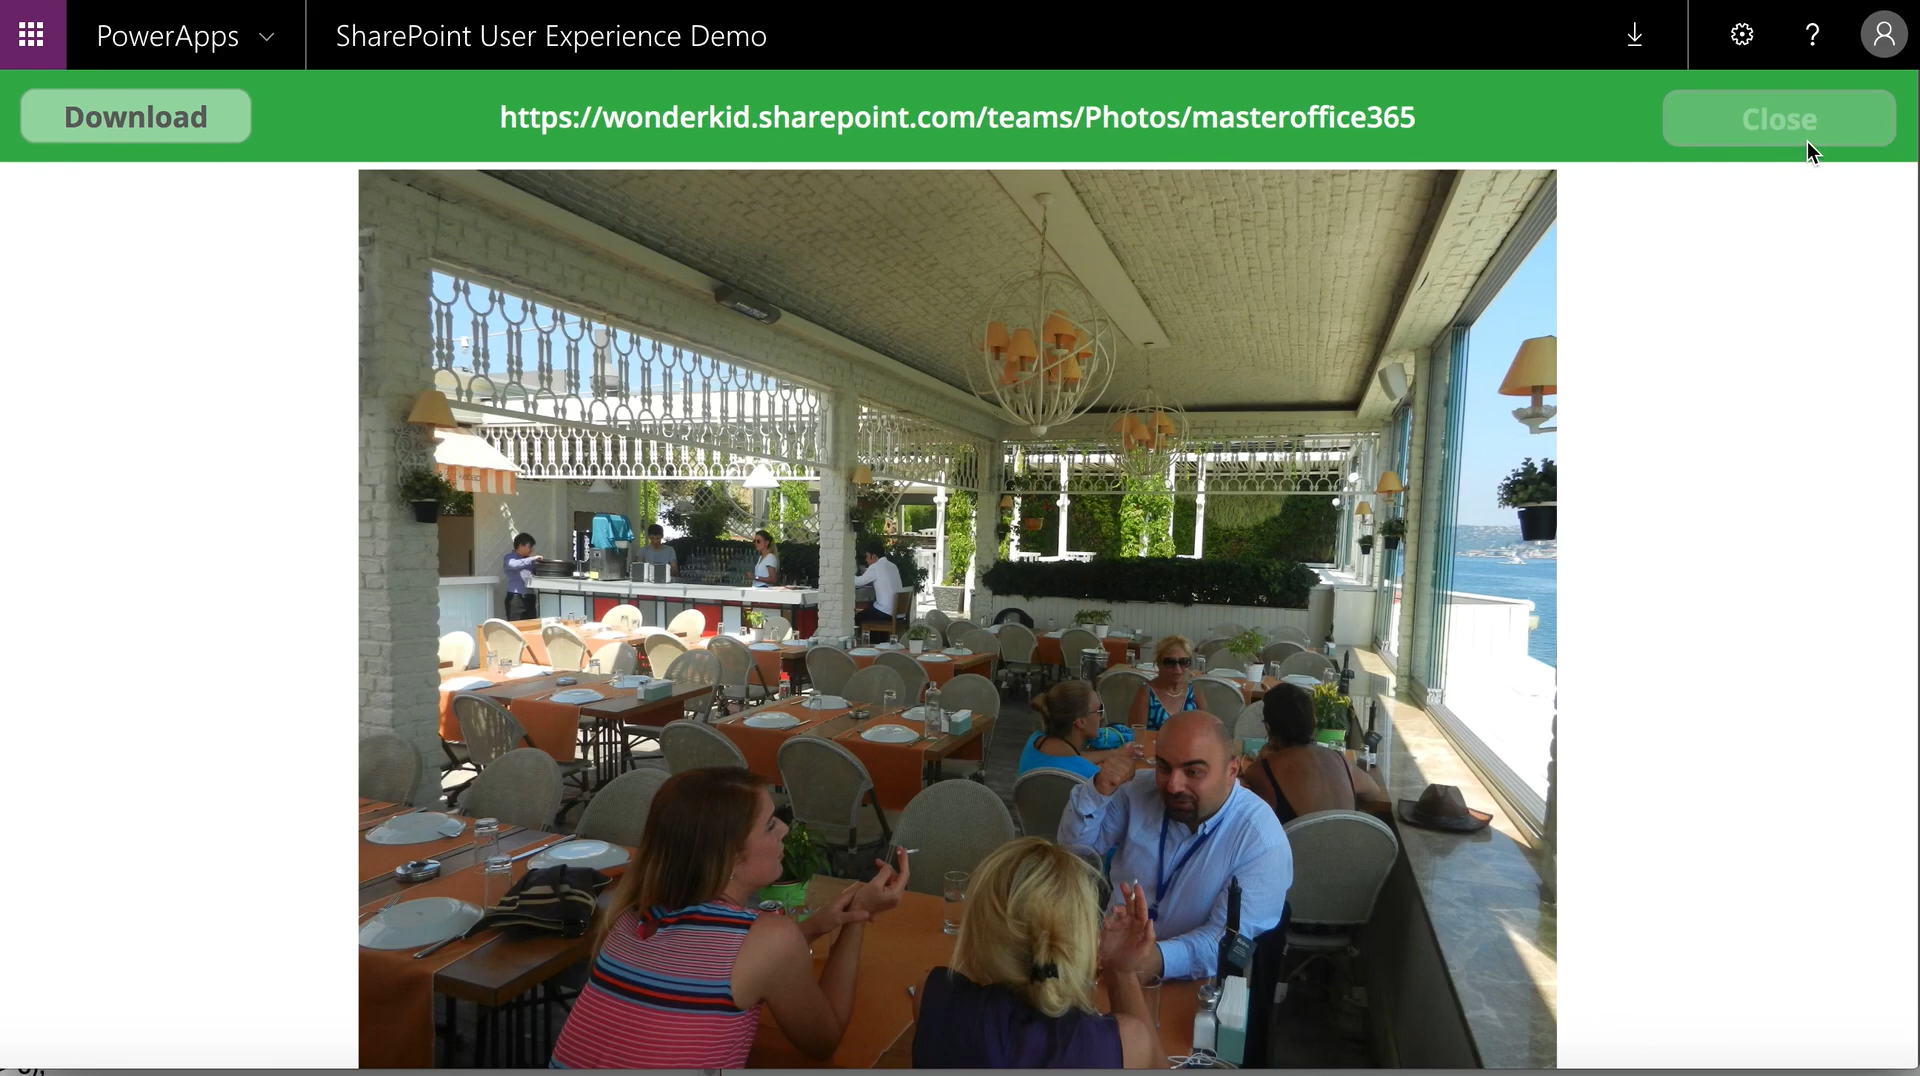 PowerApps
SharePoint User Experience Demo
?
Download
https://wonderkid.sharepoint.com/teams/Photos/masteroffice365
Close